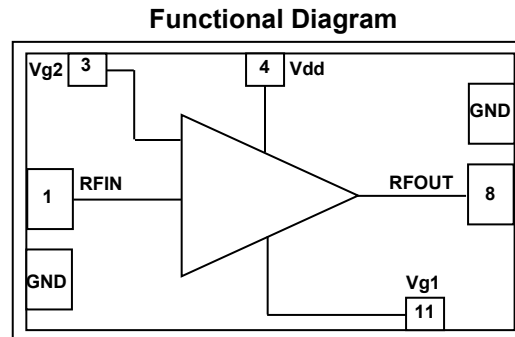 Functional Diagram
Vg2 3
4 Vdd
GND
1 RFIN
RFOUT 8
GND
Vg1
11